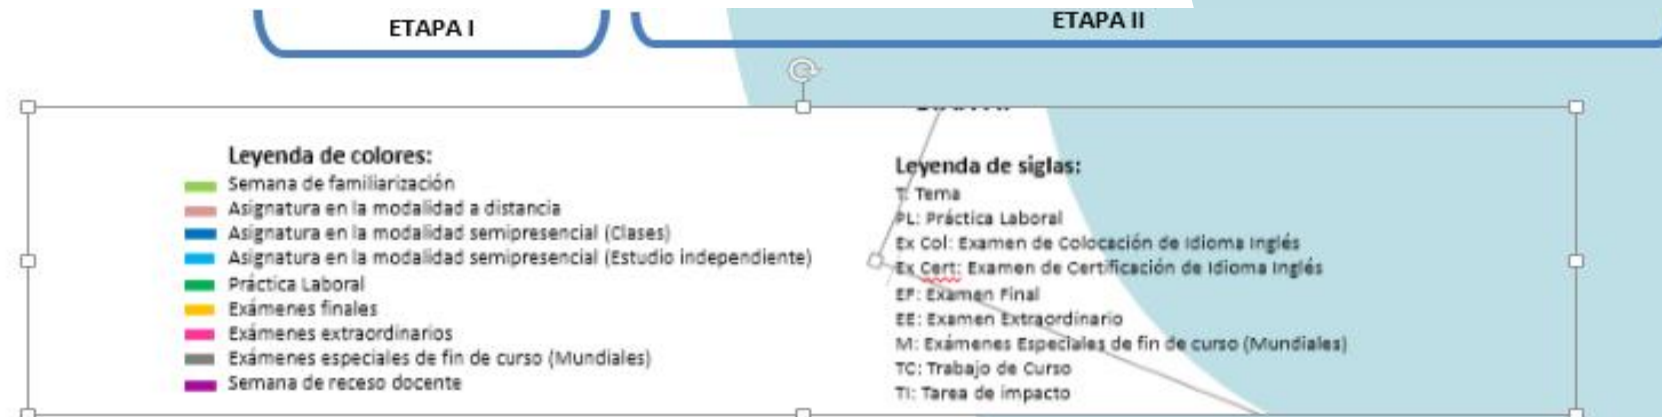 ETAPA I
ETAPA II
Leyenda de colores:
Semana de familiarización
Asignatura en la modalidad a distancia
Asignatura en la modalidad semipresencial (Clases)
Asignatura en la modalidad semipresencial (Estudio independiente)
Práctica Laboral
Exámenes finales
Exámenes extraordinarios
Exámenes especiales de fin de curso (Mundiales)
Semana de receso docente
Leyenda de siglas:
T: Tema
PL: Práctica Laboral
Ex Col: Examen de Colocación de Idioma Inglés
Ex Cert: Examen de Certificación de Idioma Inglés
EF: Examen Final
EE: Examen Extraordinario
M: Exámenes Especiales de fin de curso (Mundiales)
TC: Trabajo de Curso
TI: Tarea de impacto